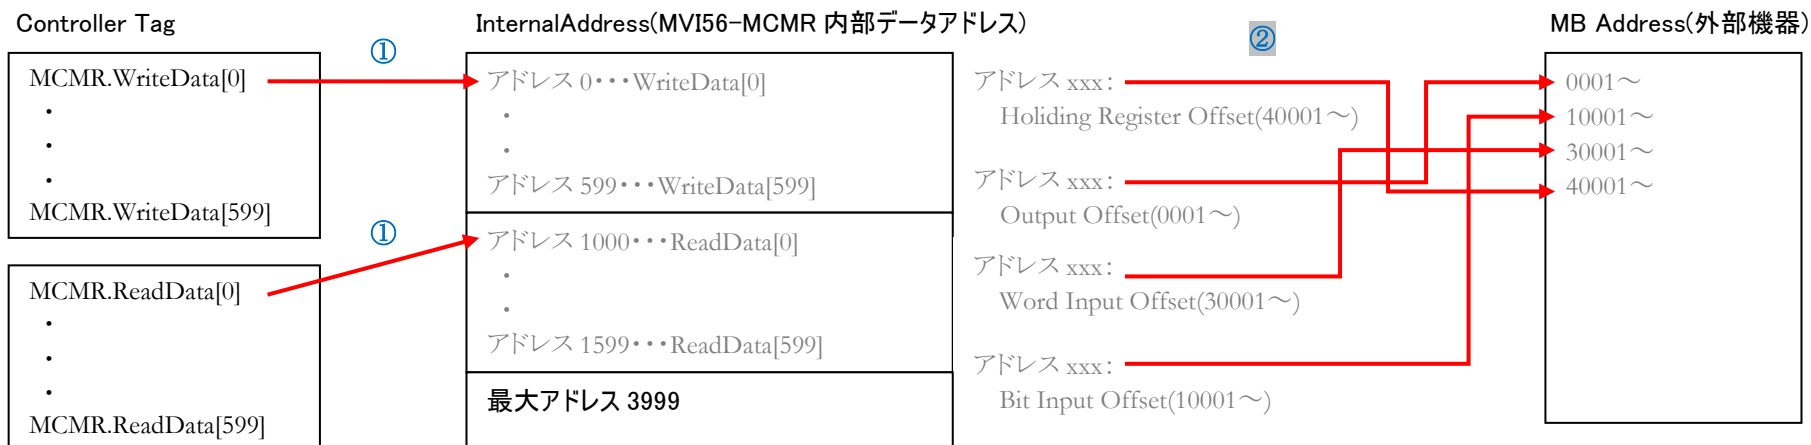 Controller Tag
MCMR.WriteData[0]
・
・
・
MCMR.WriteData[599]
MCMR.ReadData[0]
・
・
・
MCMR.ReadData[599]
①
①
InternalAddress(MVI56-MCMR 内部データアドレス)
アドレス 0・・・WriteData[0]
・
・
アドレス 599・・・WriteData[599]
アドレス 1000・・・ReadData[0]
・
・
アドレス 1599・・・ReadData[599]
最大アドレス 3999
②
アドレス xxx：
Holiding Register Offset(40001～)
アドレス xxx：
Output Offset(0001～)
アドレス xxx：
Word Input Offset(30001～)
アドレス xxx：
Bit Input Offset(10001～)
MB Address(外部機器)
0001～
10001～
30001～
40001～